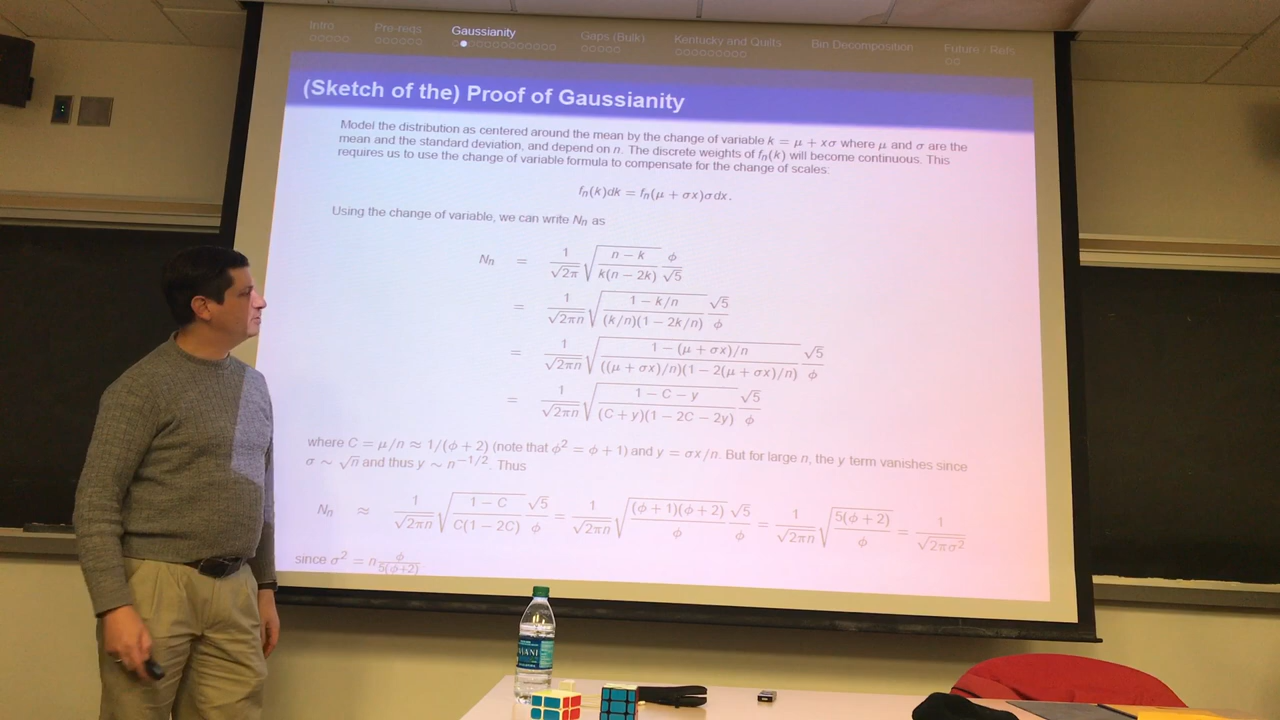 Intro Pre-reqs Gaussianity Gaps (Bulk) Kentucky and Quilts Bin Decomposition Future / Refs
(Sketch of the) Proof of Gaussianity
Model the distribution as centered around the mean by the change of variable k = μ + xσ where μ and σ are the
mean and the standard deviation, and depend on n. The discrete weights of fₙ(k) will become continuous. This
requires us to use the change of variable formula to compensate for the change of scales:
fₙ(k)dk = fₙ(μ + σx)σdx.
Using the change of variable, we can write Nₙ as
Nₙ = 1/√2π √((n − k)/(k(n − 2k))) ϕ/√5
= 1/√2πn √((1 − k/n)/((k/n)(1 − 2k/n))) √5/ϕ
= 1/√2πn √((1 − (μ + σx)/n)/(((μ + σx)/n)(1 − 2(μ + σx)/n))) √5/ϕ
= 1/√2πn √((1 − C − y)/((C + y)(1 − 2C − 2y))) √5/ϕ
where C = μ/n ≈ 1/(ϕ + 2) (note that ϕ² = ϕ + 1) and y = σx/n. But for large n, the y term vanishes since
σ ∼ √n and thus y ∼ n⁻¹/². Thus
Nₙ ≈ 1/√2πn √((1 − C)/(C(1 − 2C))) √5/ϕ = 1/√2πn √((ϕ + 1)(ϕ + 2)/ϕ) √5/ϕ = 1/√2πn √(5(ϕ + 2)/ϕ) = 1/√2πσ²
since σ² = n ϕ/5(ϕ+2)